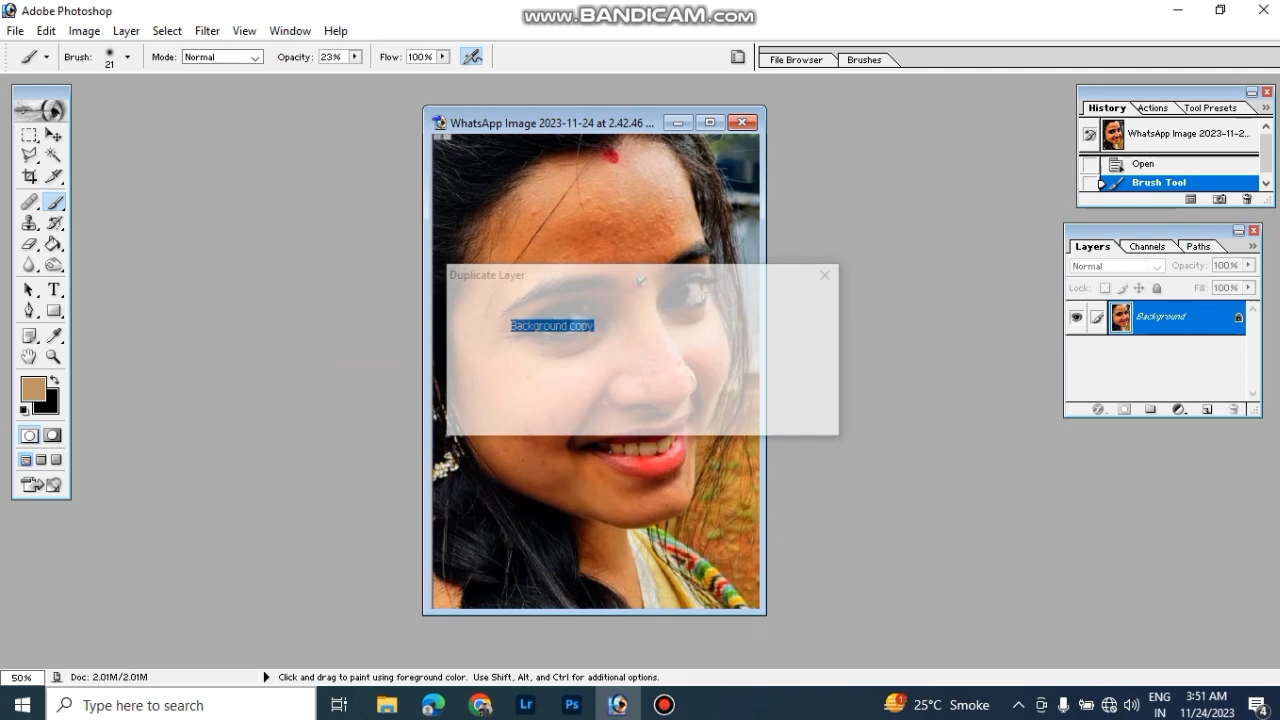 Adobe Photoshop
www.BANDICAM.com
File Edit Image Layer Select Filter View Window Help
Brush: 21 Mode: Normal Opacity: 23% Flow: 100% File Browser Brushes
WhatsApp Image 2023-11-24 at 2.42.46 ...
History Actions Tool Presets
WhatsApp Image 2023-11-2...
Open
Brush Tool
Layers Channels Paths
Normal Opacity: 100%
Lock: Fill: 100%
Background
Duplicate Layer
Background copy
50% Doc: 2.01M/2.01M Click and drag to paint using foreground color. Use Shift, Alt, and Ctrl for additional options.
Type here to search Lr Ps 1 25°C Smoke ENG 3:51 AM
IN 11/24/2023 4